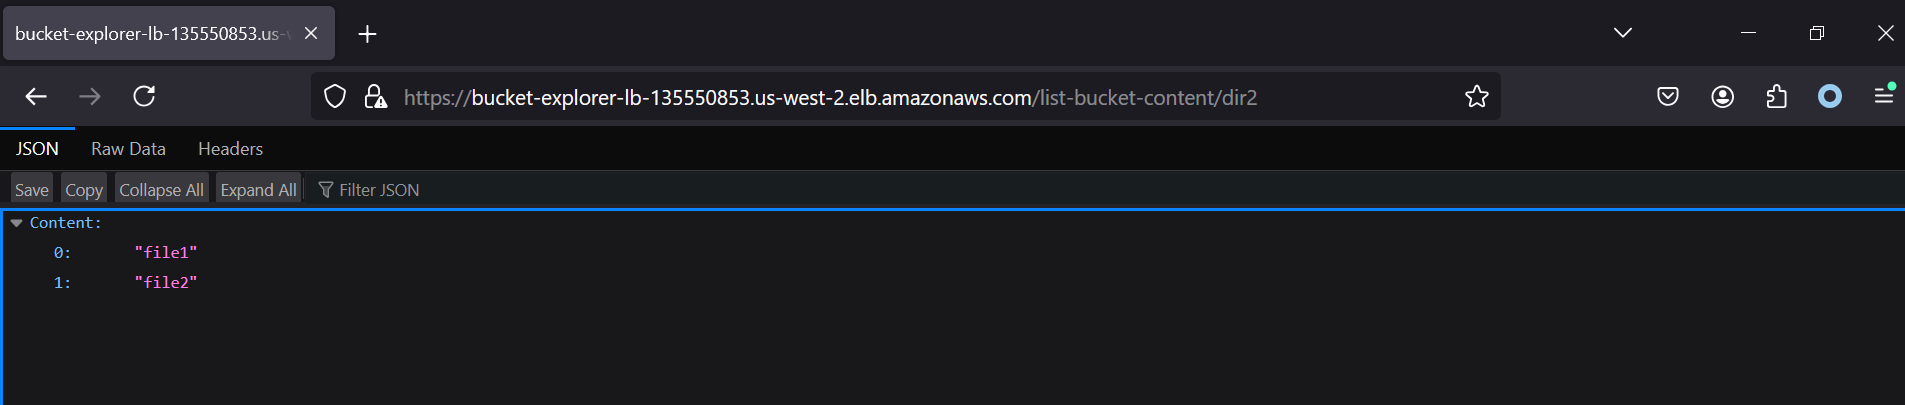 bucket-explorer-lb-135550853.us-
https://bucket-explorer-lb-135550853.us-west-2.elb.amazonaws.com/list-bucket-content/dir2
JSON Raw Data Headers
Save Copy Collapse All Expand All Filter JSON
Content:
0: "file1"
1: "file2"